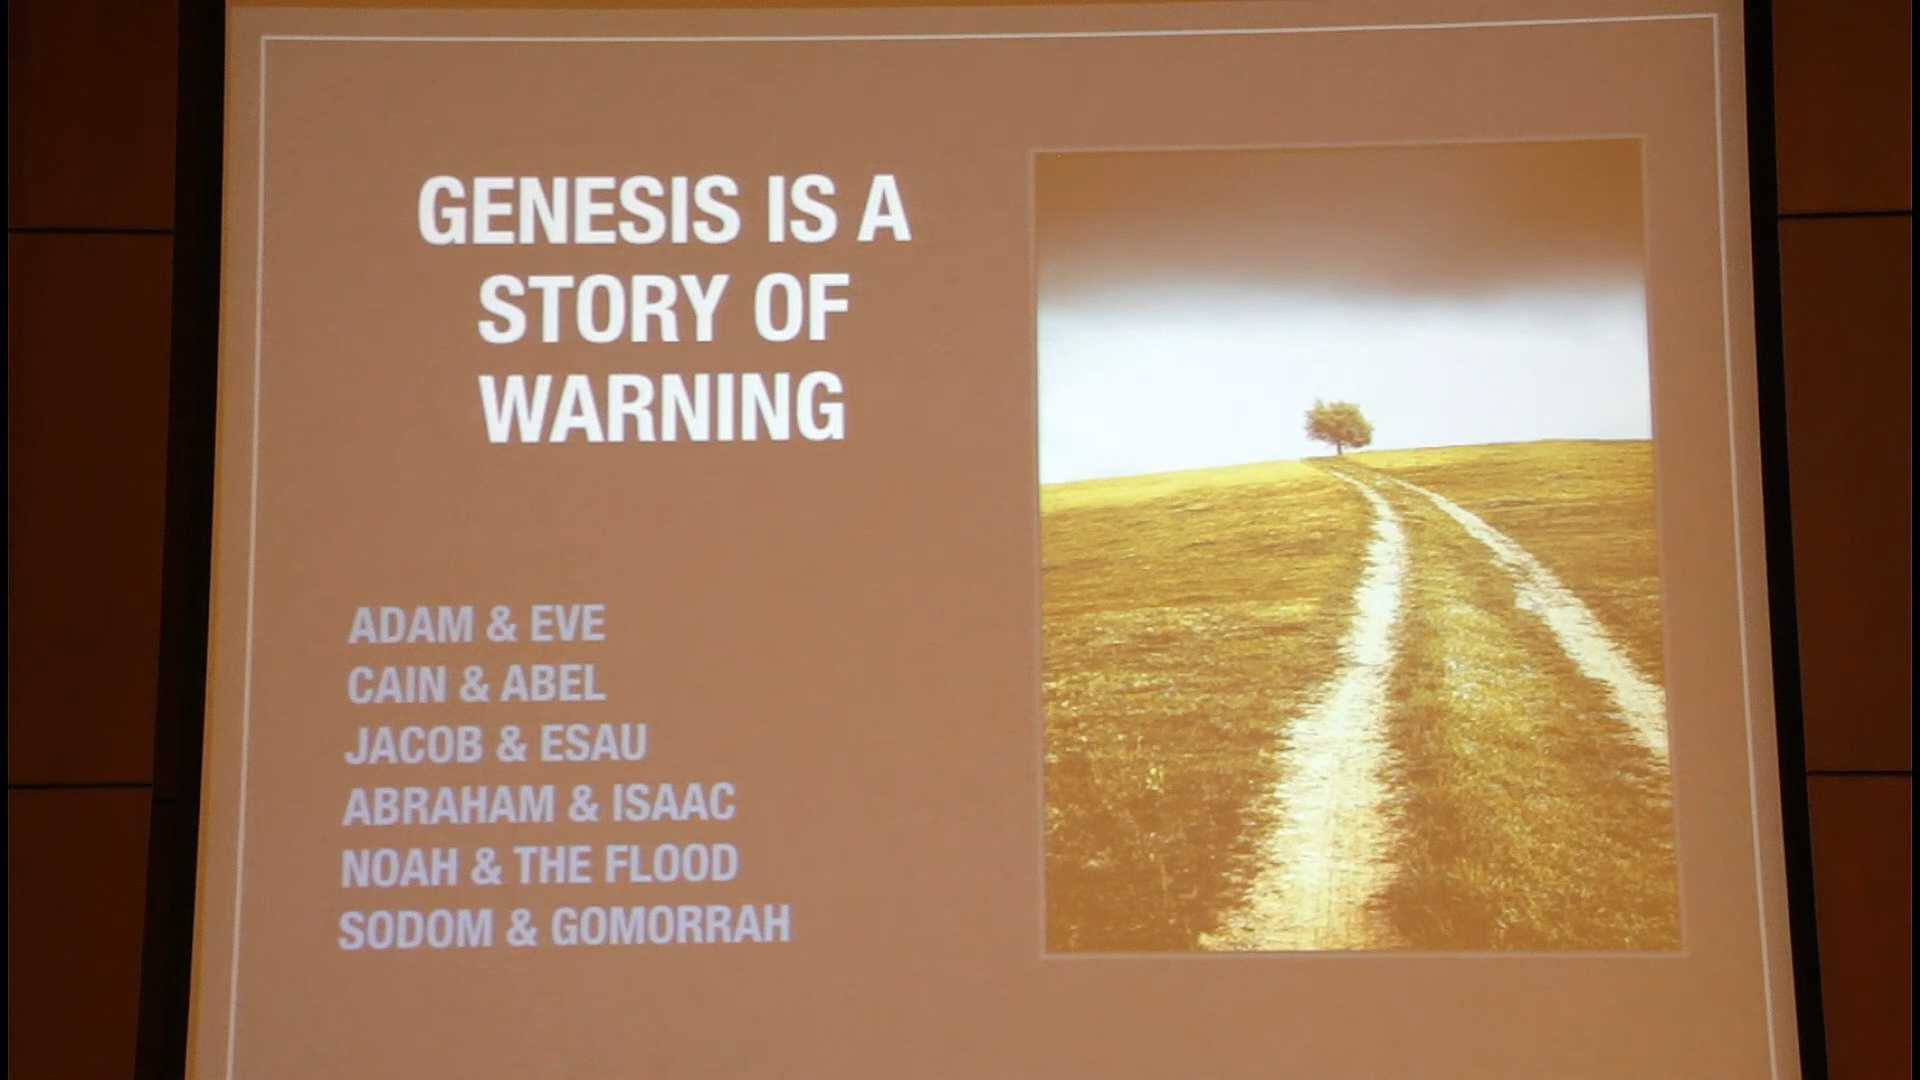 GENESIS IS A
STORY OF
WARNING
ADAM & EVE
CAIN & ABEL
JACOB & ESAU
ABRAHAM & ISAAC
NOAH & THE FLOOD
SODOM & GOMORRAH